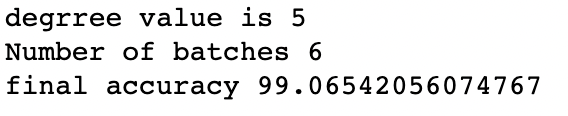 degrree value is 5
Number of batches 6
final accuracy 99.06542056074767